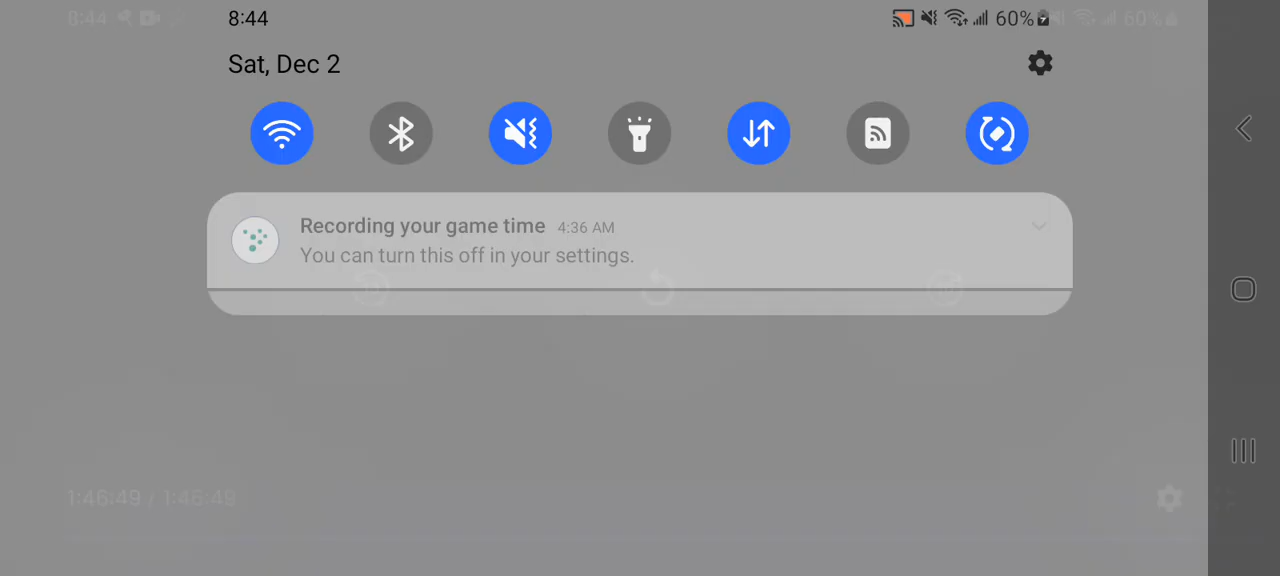 8:44 8:44 60% 60%
Sat, Dec 2
Recording your game time 4:36 AM
You can turn this off in your settings.
1:46:49 / 1:46:49